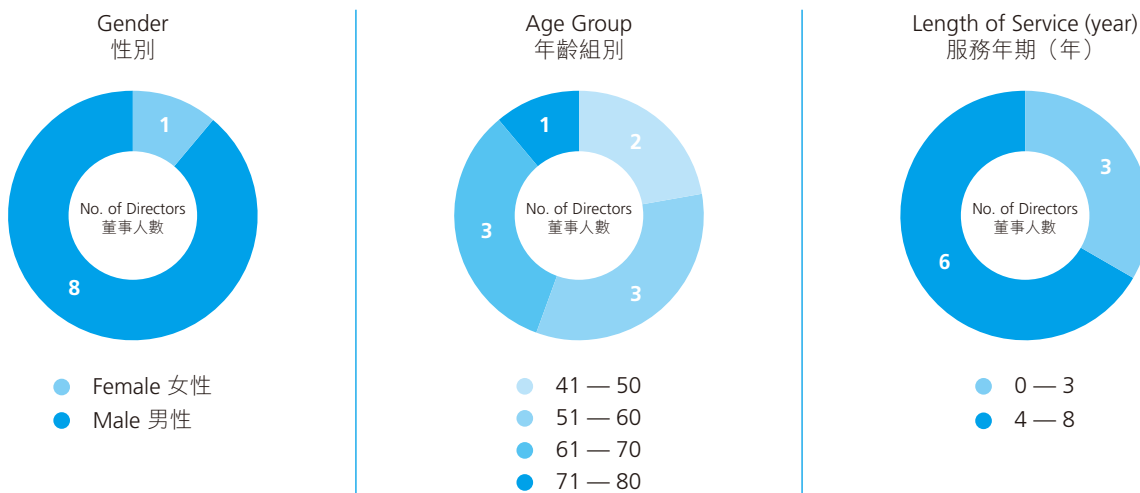 Gender
性別
1
No. of Directors
董事人數
8
Female 女性
Male 男性
Age Group
年齡組別
1
2
No. of Directors
董事人數
3
3
41 — 50
51 — 60
61 — 70
71 — 80
Length of Service (year)
服務年期（年）
3
No. of Directors
董事人數
6
0 — 3
4 — 8